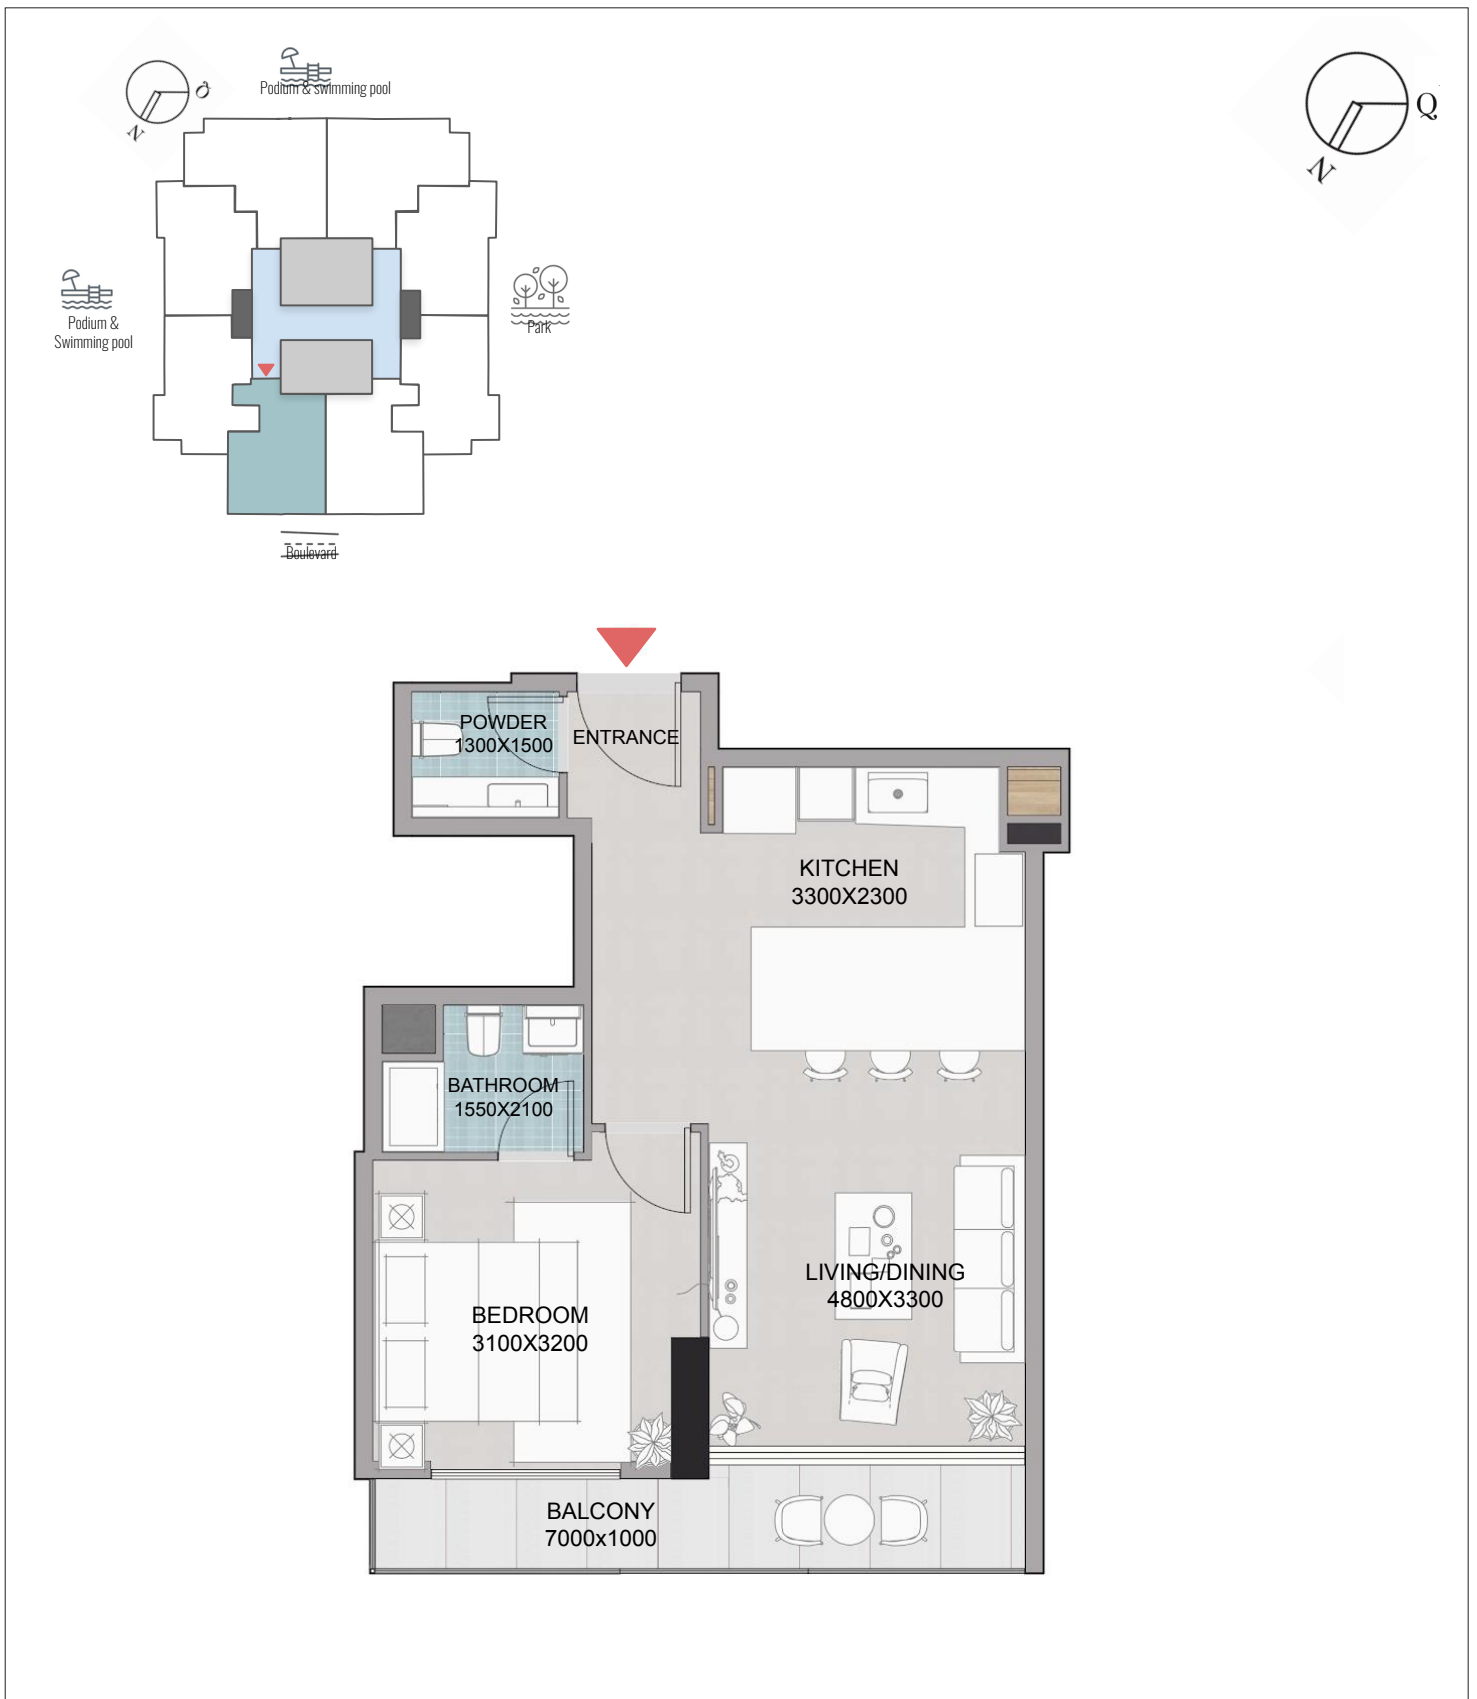 Podium & swimming pool
Q
N
Q
N
Podium &
Swimming pool
Park
Boulevard
POWDER
1300X1500
ENTRANCE
KITCHEN
3300X2300
BATHROOM
1550X2100
LIVING/DINING
4800X3300
BEDROOM
3100X3200
BALCONY
7000x1000